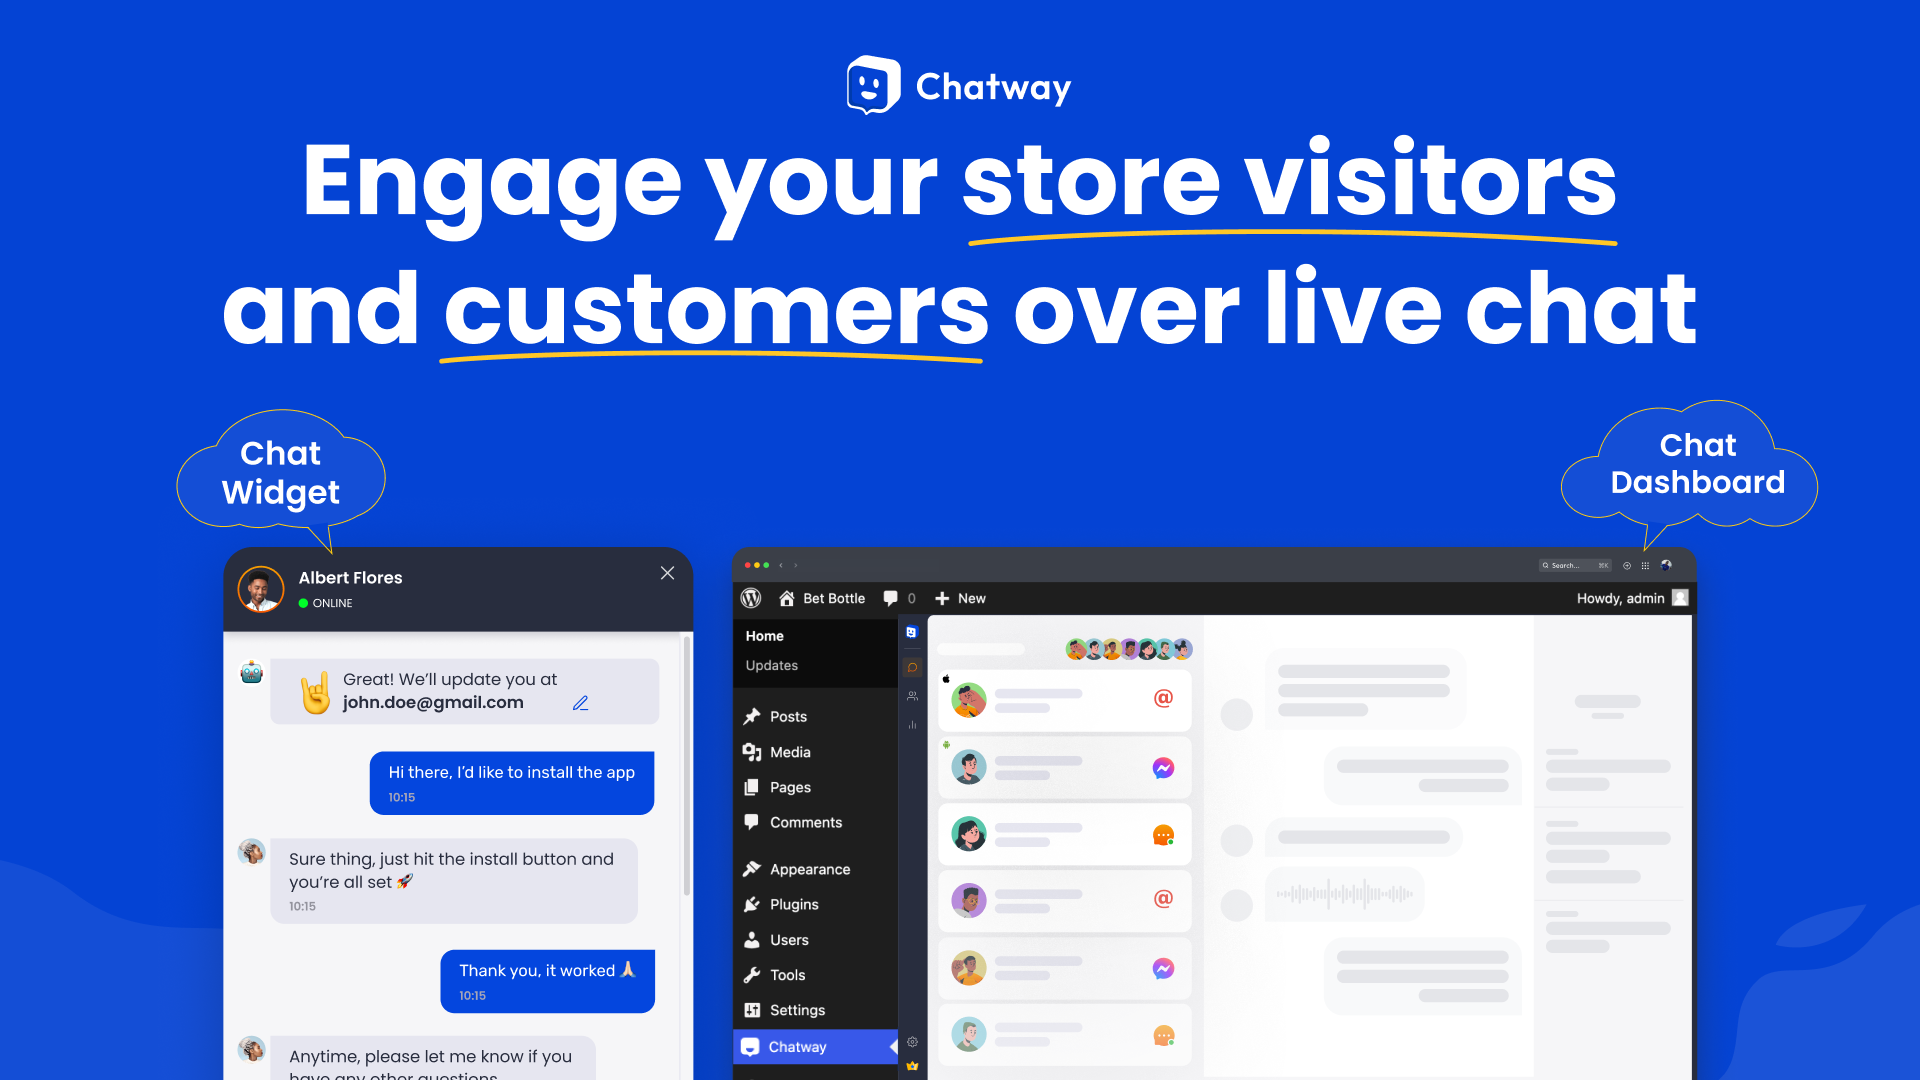 Chatway
Engage your store visitors
and customers over live chat
Chat
Widget
Chat
Dashboard
Albert Flores
ONLINE
Great! We’ll update you at
john.doe@gmail.com
Hi there, I’d like to install the app
10:15
Sure thing, just hit the install button and
you’re all set 🚀
10:15
Thank you, it worked 🙏🏻
10:15
Anytime, please let me know if you
have any other questions
Search...
⌘K
Bet Bottle
0
New
Howdy, admin
Home
Updates
Posts
Media
Pages
Comments
Appearance
Plugins
Users
Tools
Settings
Chatway